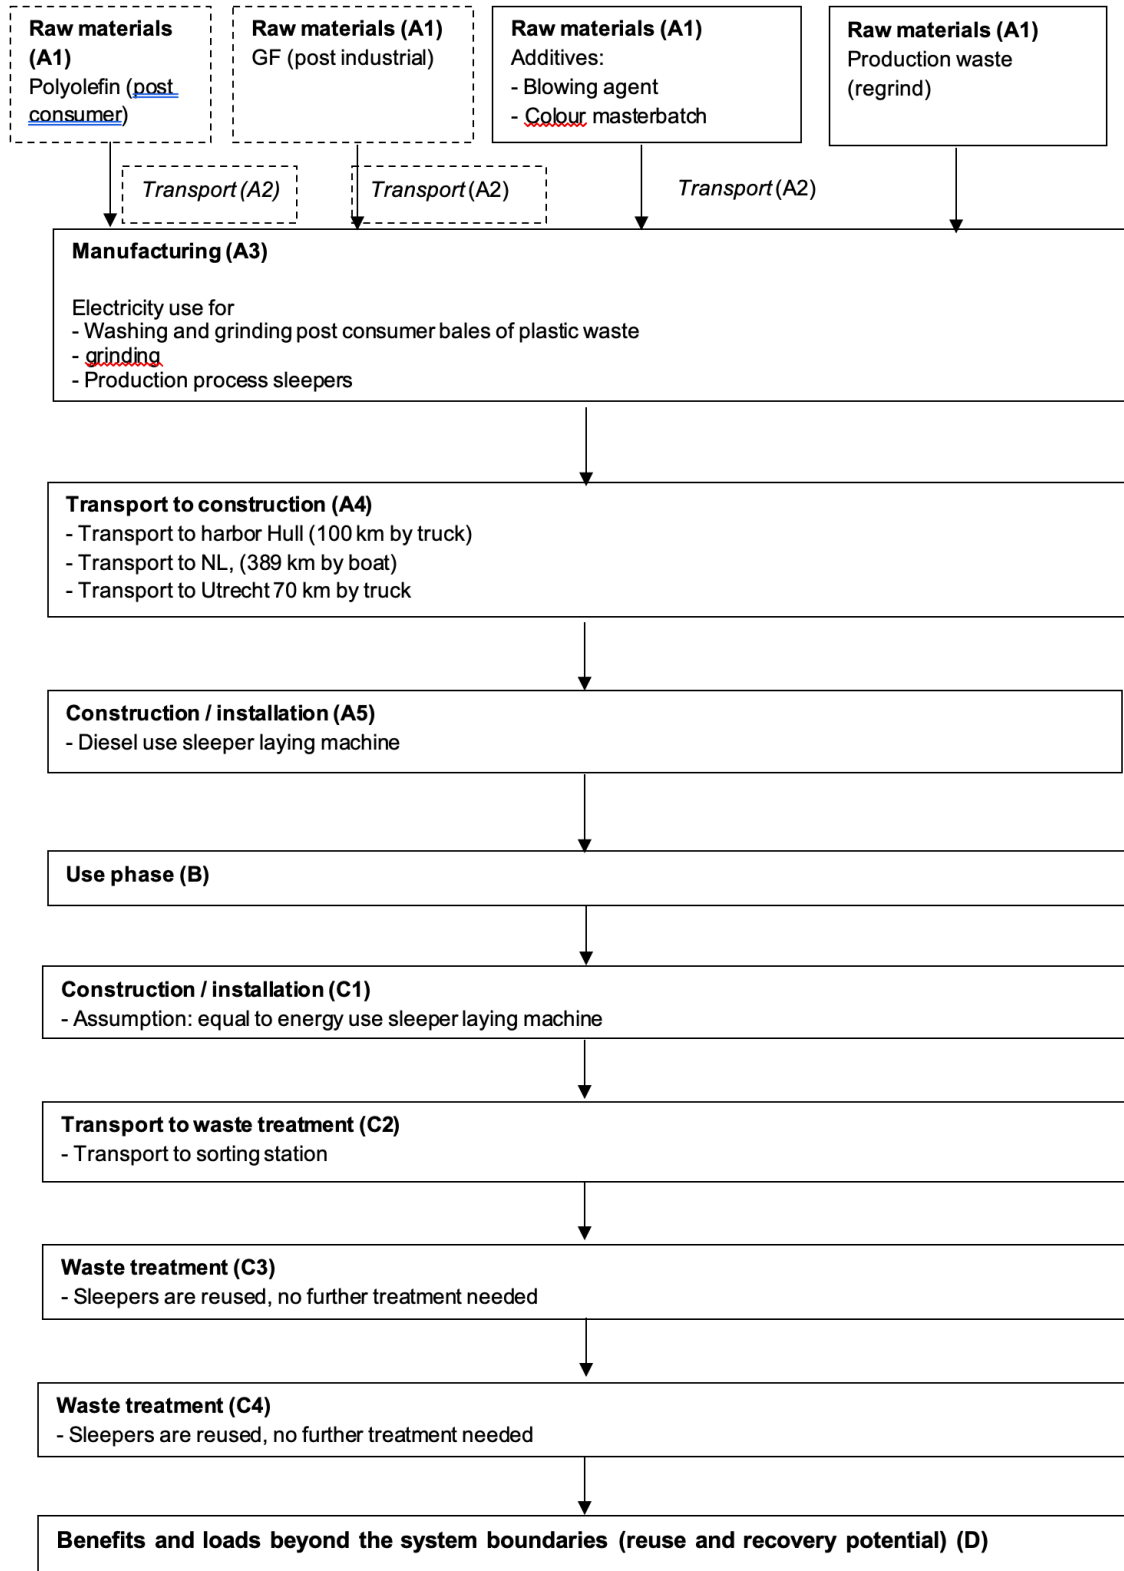 Raw materials
(A1)
Polyolefin (post
consumer)
Raw materials (A1)
GF (post industrial)
Raw materials (A1)
Additives:
- Blowing agent
- Colour masterbatch
Raw materials (A1)
Production waste
(regrind)
Transport (A2)
Transport (A2)
Transport (A2)
Manufacturing (A3)
Electricity use for
- Washing and grinding post consumer bales of plastic waste
- grinding
- Production process sleepers
Transport to construction (A4)
- Transport to harbor Hull (100 km by truck)
- Transport to NL, (389 km by boat)
- Transport to Utrecht 70 km by truck
Construction / installation (A5)
- Diesel use sleeper laying machine
Use phase (B)
Construction / installation (C1)
- Assumption: equal to energy use sleeper laying machine
Transport to waste treatment (C2)
- Transport to sorting station
Waste treatment (C3)
- Sleepers are reused, no further treatment needed
Waste treatment (C4)
- Sleepers are reused, no further treatment needed
Benefits and loads beyond the system boundaries (reuse and recovery potential) (D)